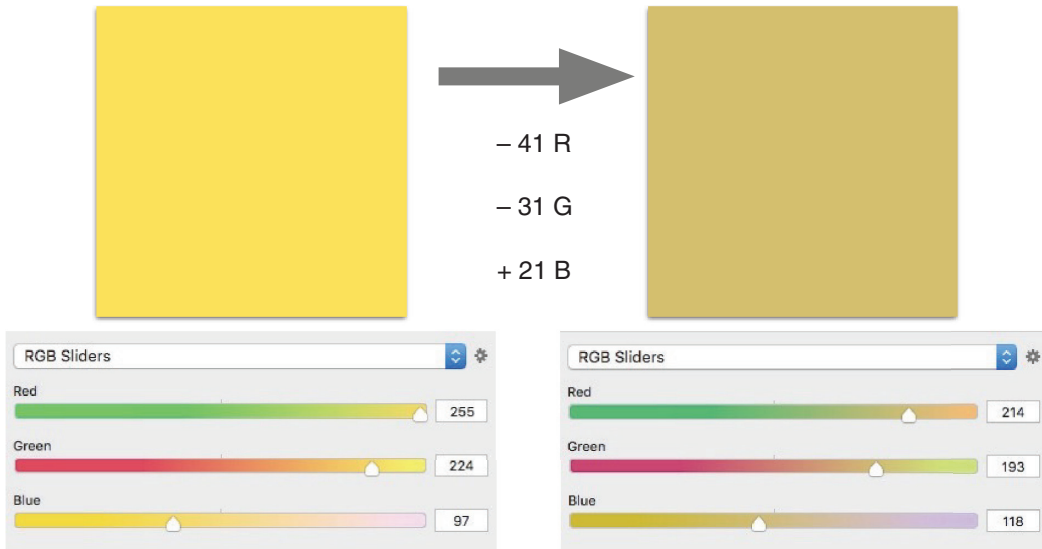 – 41 R
– 31 G
+ 21 B
RGB Sliders
Red
255
Green
224
Blue
97
RGB Sliders
Red
214
Green
193
Blue
118